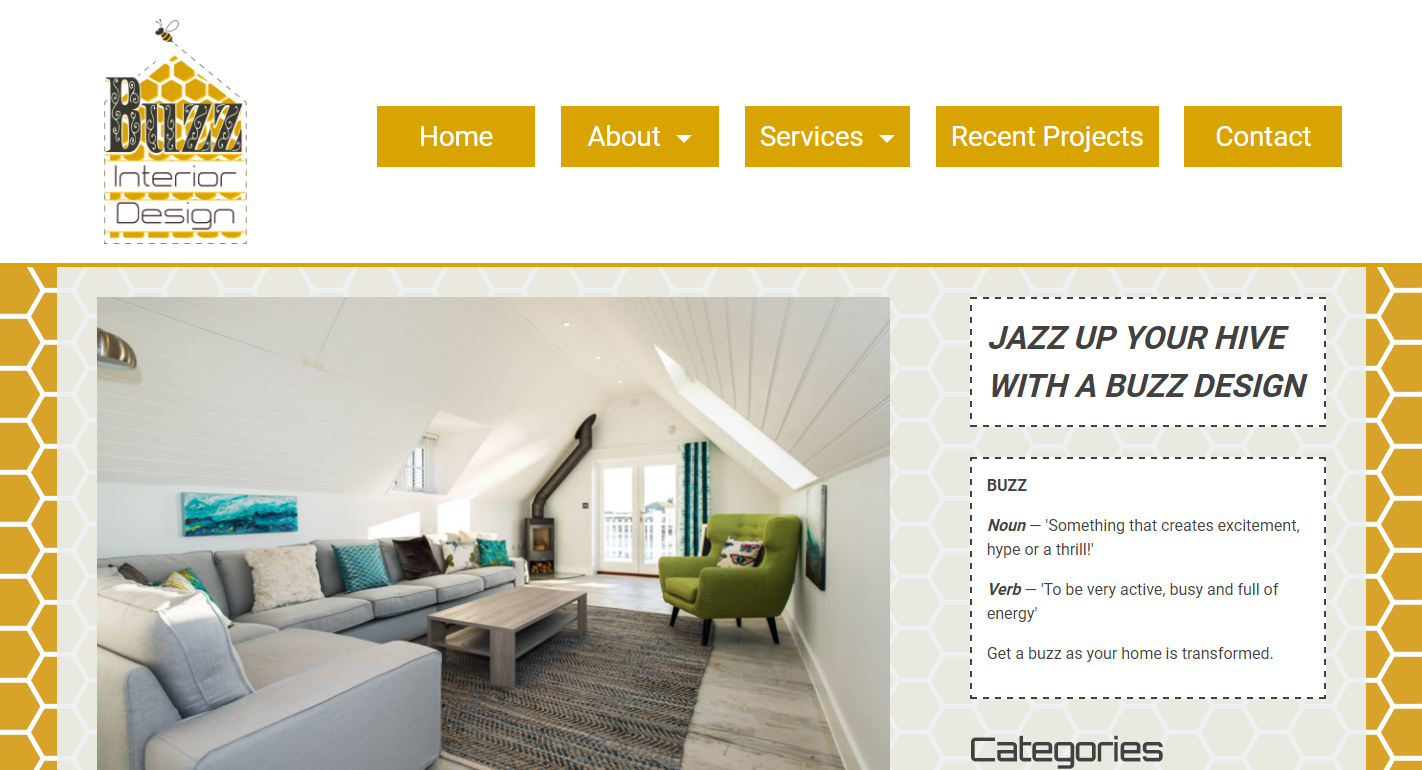 Buzz
Interior
Design
Home
About
Services
Recent Projects
Contact
JAZZ UP YOUR HIVE
WITH A BUZZ DESIGN
BUZZ
Noun – 'Something that creates excitement,
hype or a thrill!'
Verb – 'To be very active, busy and full of
energy'
Get a buzz as your home is transformed.
Categories